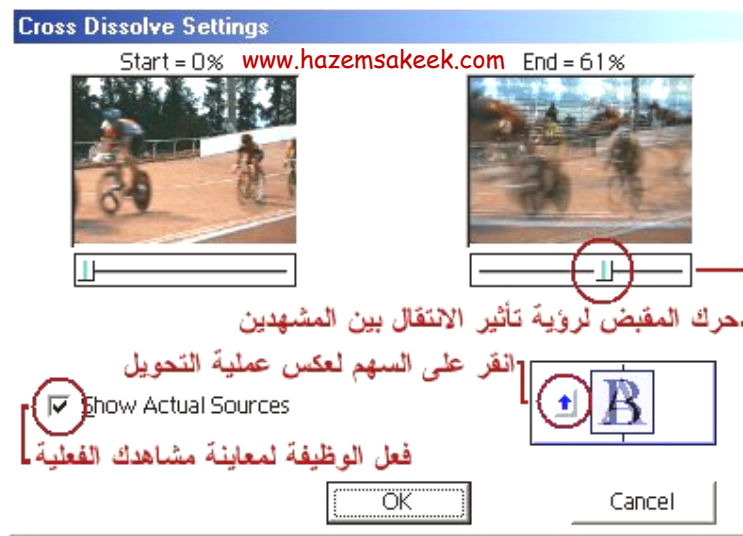 Cross Dissolve Settings
Start = 0% www.hazemsakeek.com End = 61%
حرك المقبض لرؤية تأثير الانتقال بين المشهدين.
انقر على السهم لعكس عملية التحويل
Show Actual Sources
فعل الوظيفة لمعاينة مشاهدك الفعلية
OK Cancel